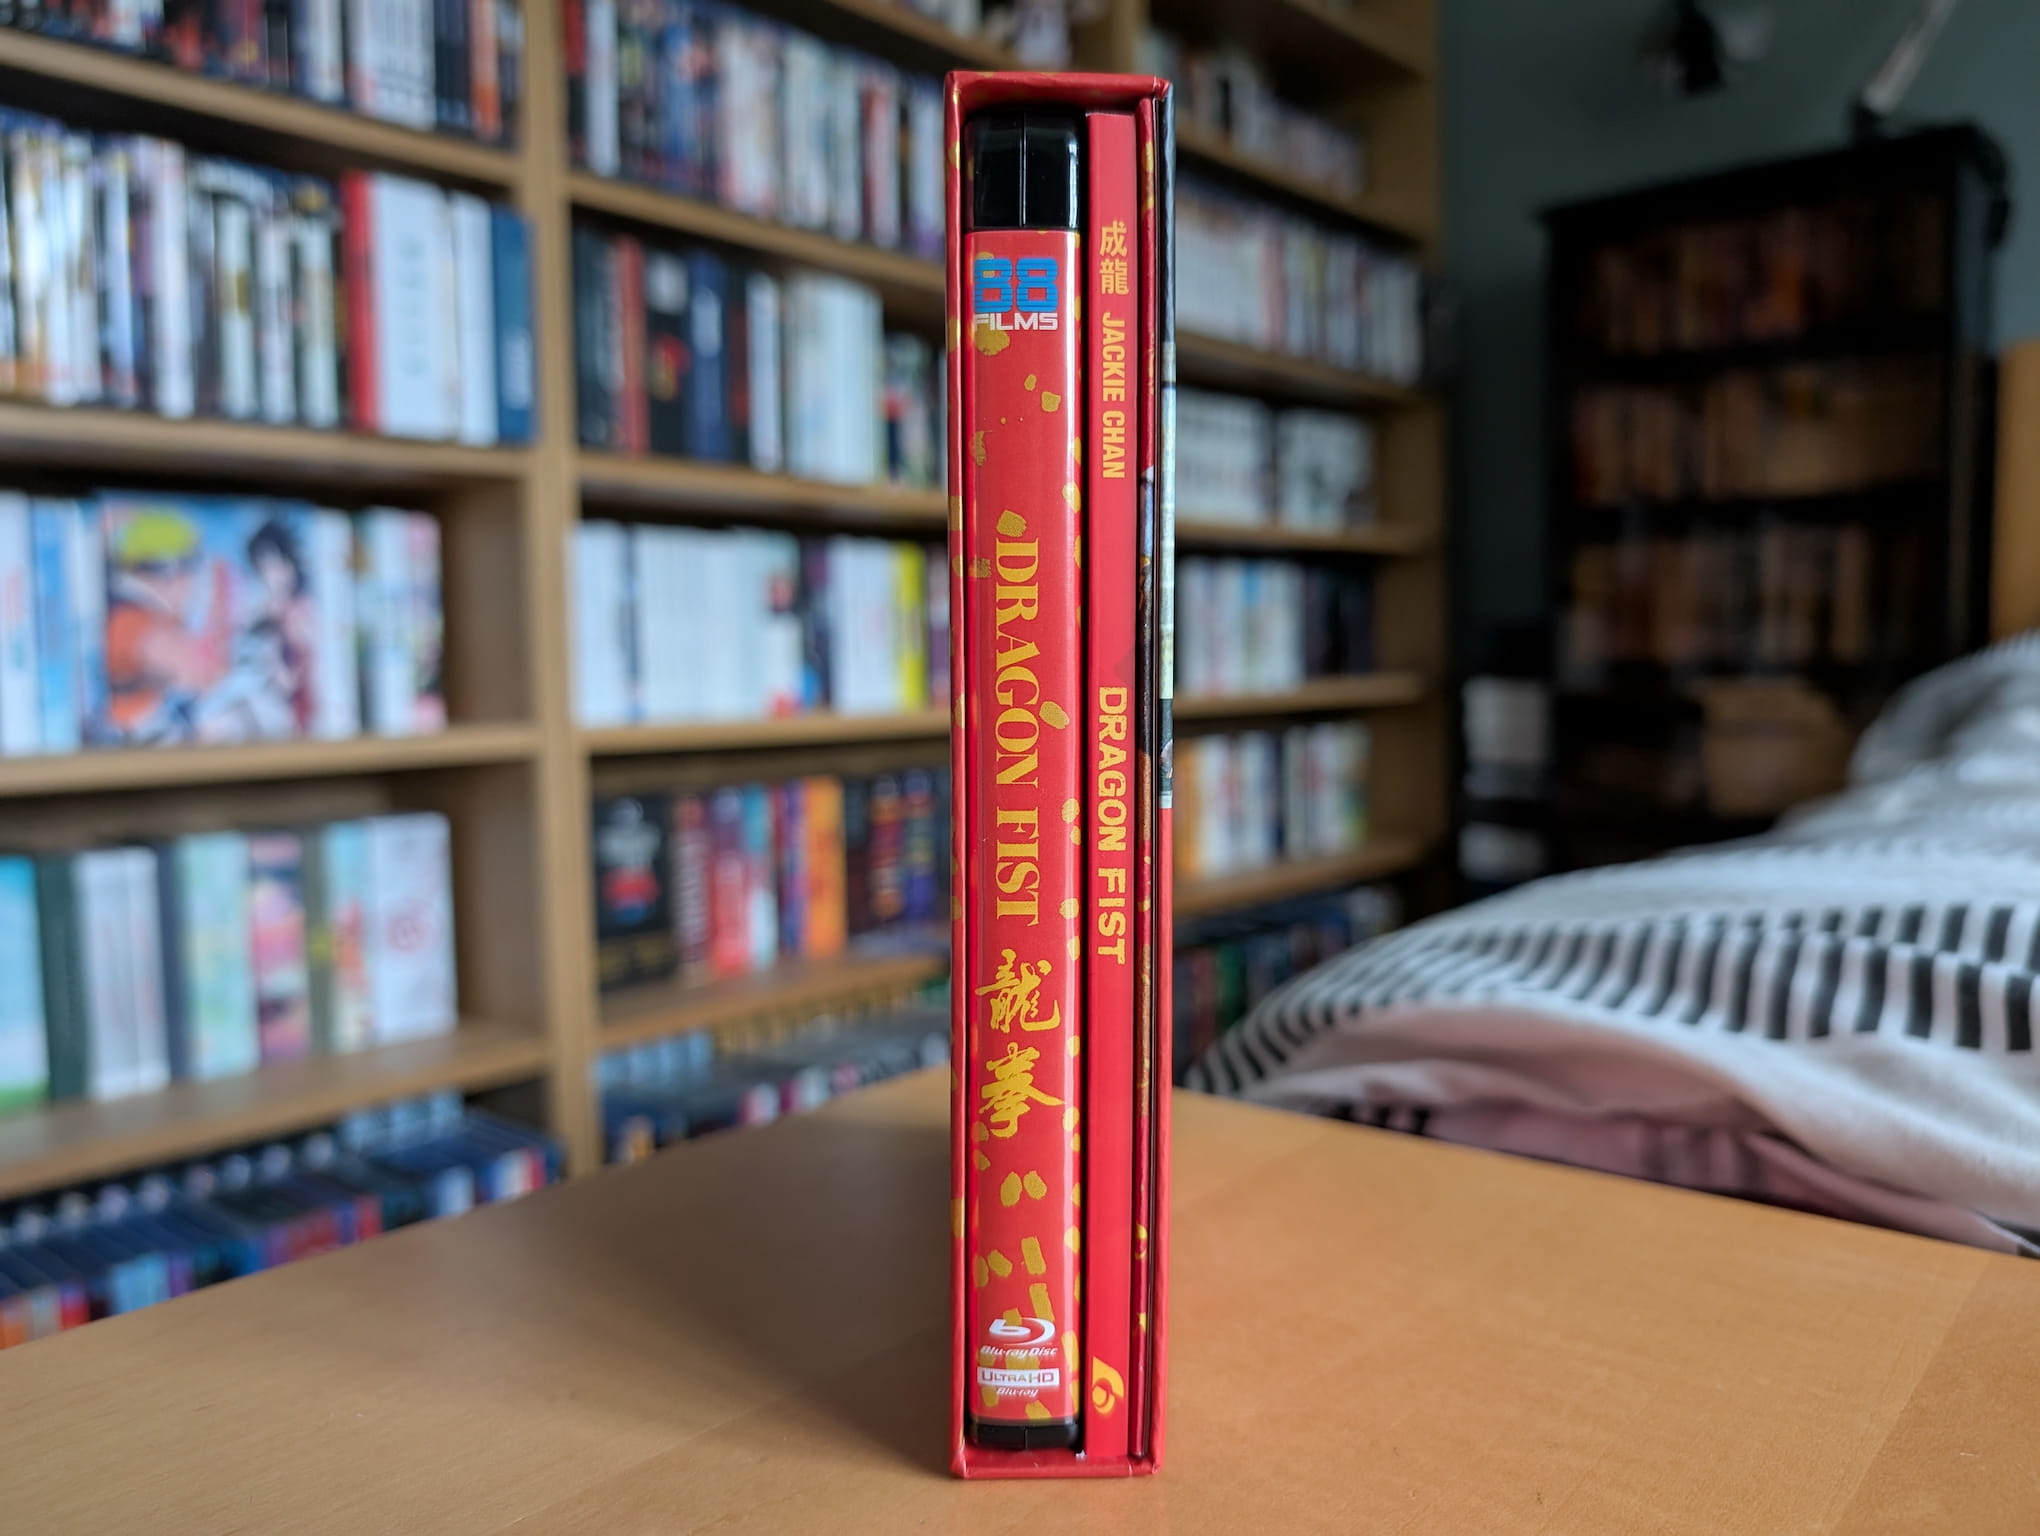 88
FILMS
DRAGON FIST 龍拳
Blu-ray Disc
ULTRA HD
Blu-ray
成龍 JACKIE CHAN
DRAGON FIST